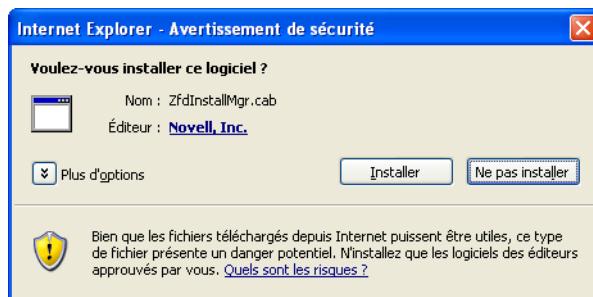 Internet Explorer - Avertissement de sécurité
Voulez-vous installer ce logiciel ?
Nom : ZfdInstallMgr.cab
Éditeur : Novell, Inc.
Plus d'options
Installer
Ne pas installer
Bien que les fichiers téléchargés depuis Internet puissent être utiles, ce type
de fichier présente un danger potentiel. N'installez que les logiciels des éditeurs
approuvés par vous. Quels sont les risques ?